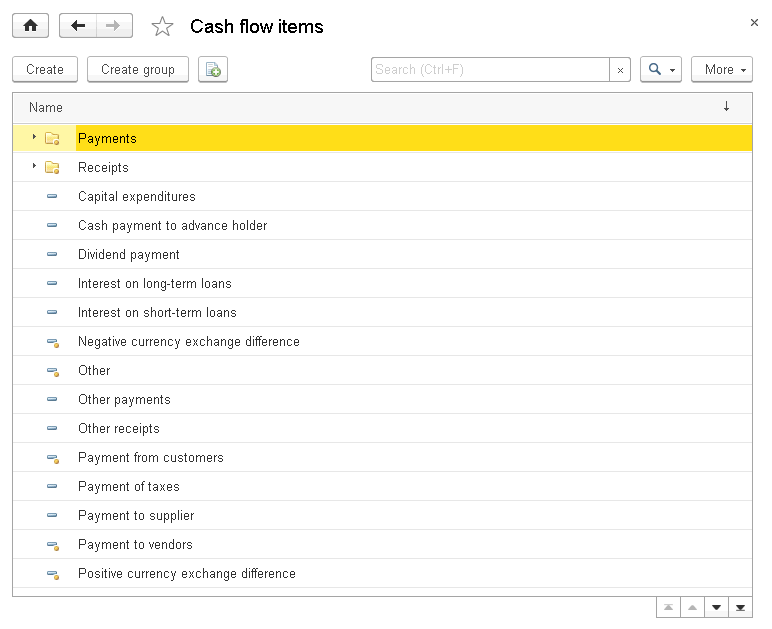 Cash flow items
Create
Create group
Search (Ctrl+F)
More
Name
Payments
Receipts
Capital expenditures
Cash payment to advance holder
Dividend payment
Interest on long-term loans
Interest on short-term loans
Negative currency exchange difference
Other
Other payments
Other receipts
Payment from customers
Payment of taxes
Payment to supplier
Payment to vendors
Positive currency exchange difference